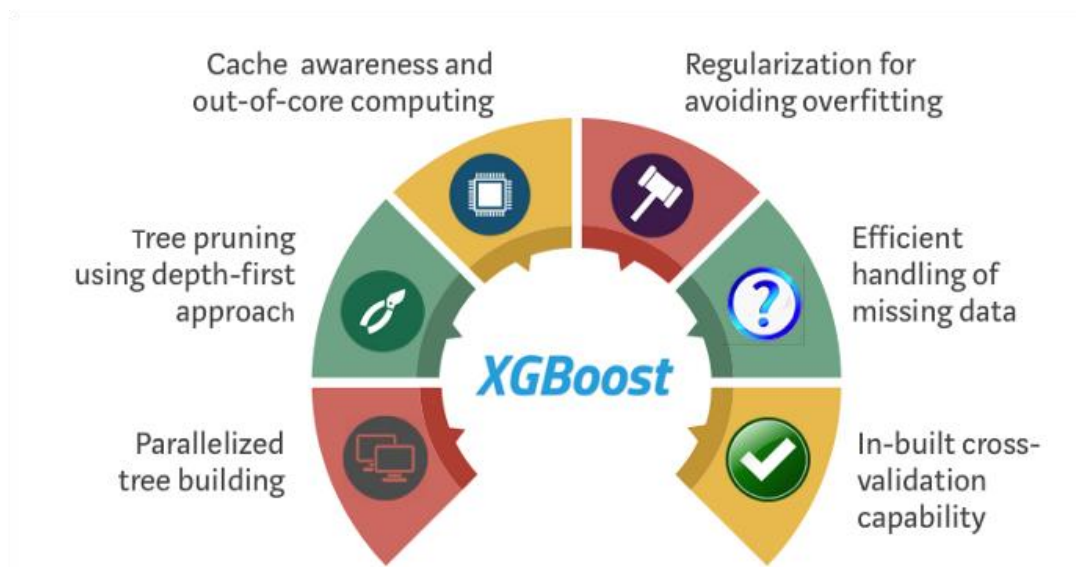 Cache awareness and
out-of-core computing
Regularization for
avoiding overfitting
Tree pruning
using depth-first
approach
Efficient
handling of
missing data
XGBoost
Parallelized
tree building
In-built cross-
validation
capability